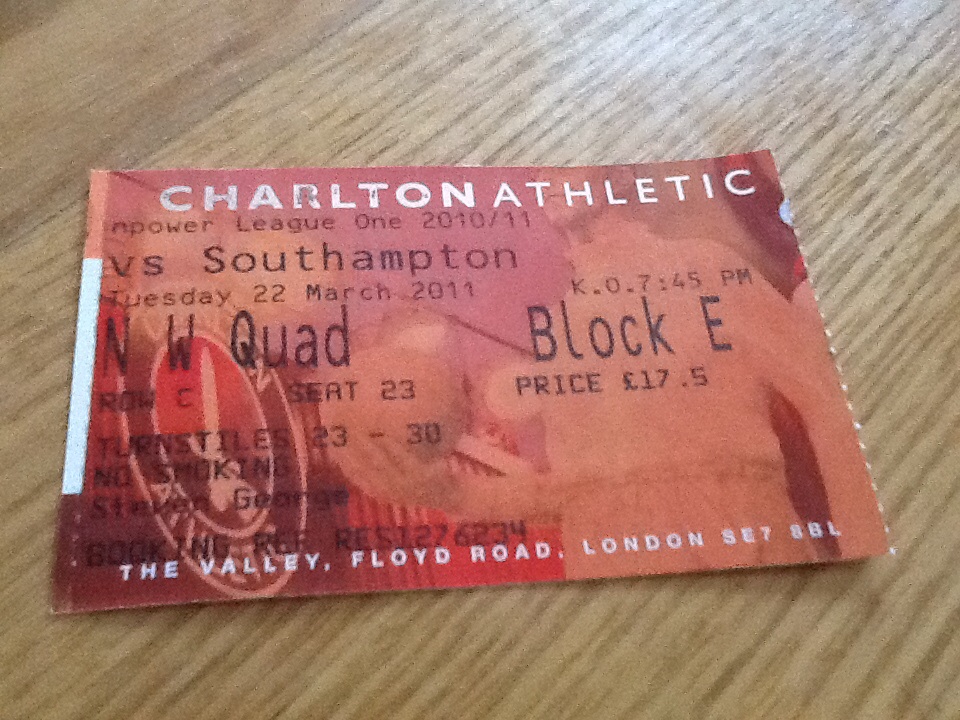 CHARLTON ATHLETIC
npower League One 2010/11
vs Southampton
Tuesday 22 March 2011
K.O.7:45 PM
N W Quad
Block E
ROW C SEAT 23
PRICE £17.5
TURNSTILES 23 - 30
NO SMOKING
Steven George
BOOKING REF RES1276234
THE VALLEY, FLOYD ROAD, LONDON SE7 8BL